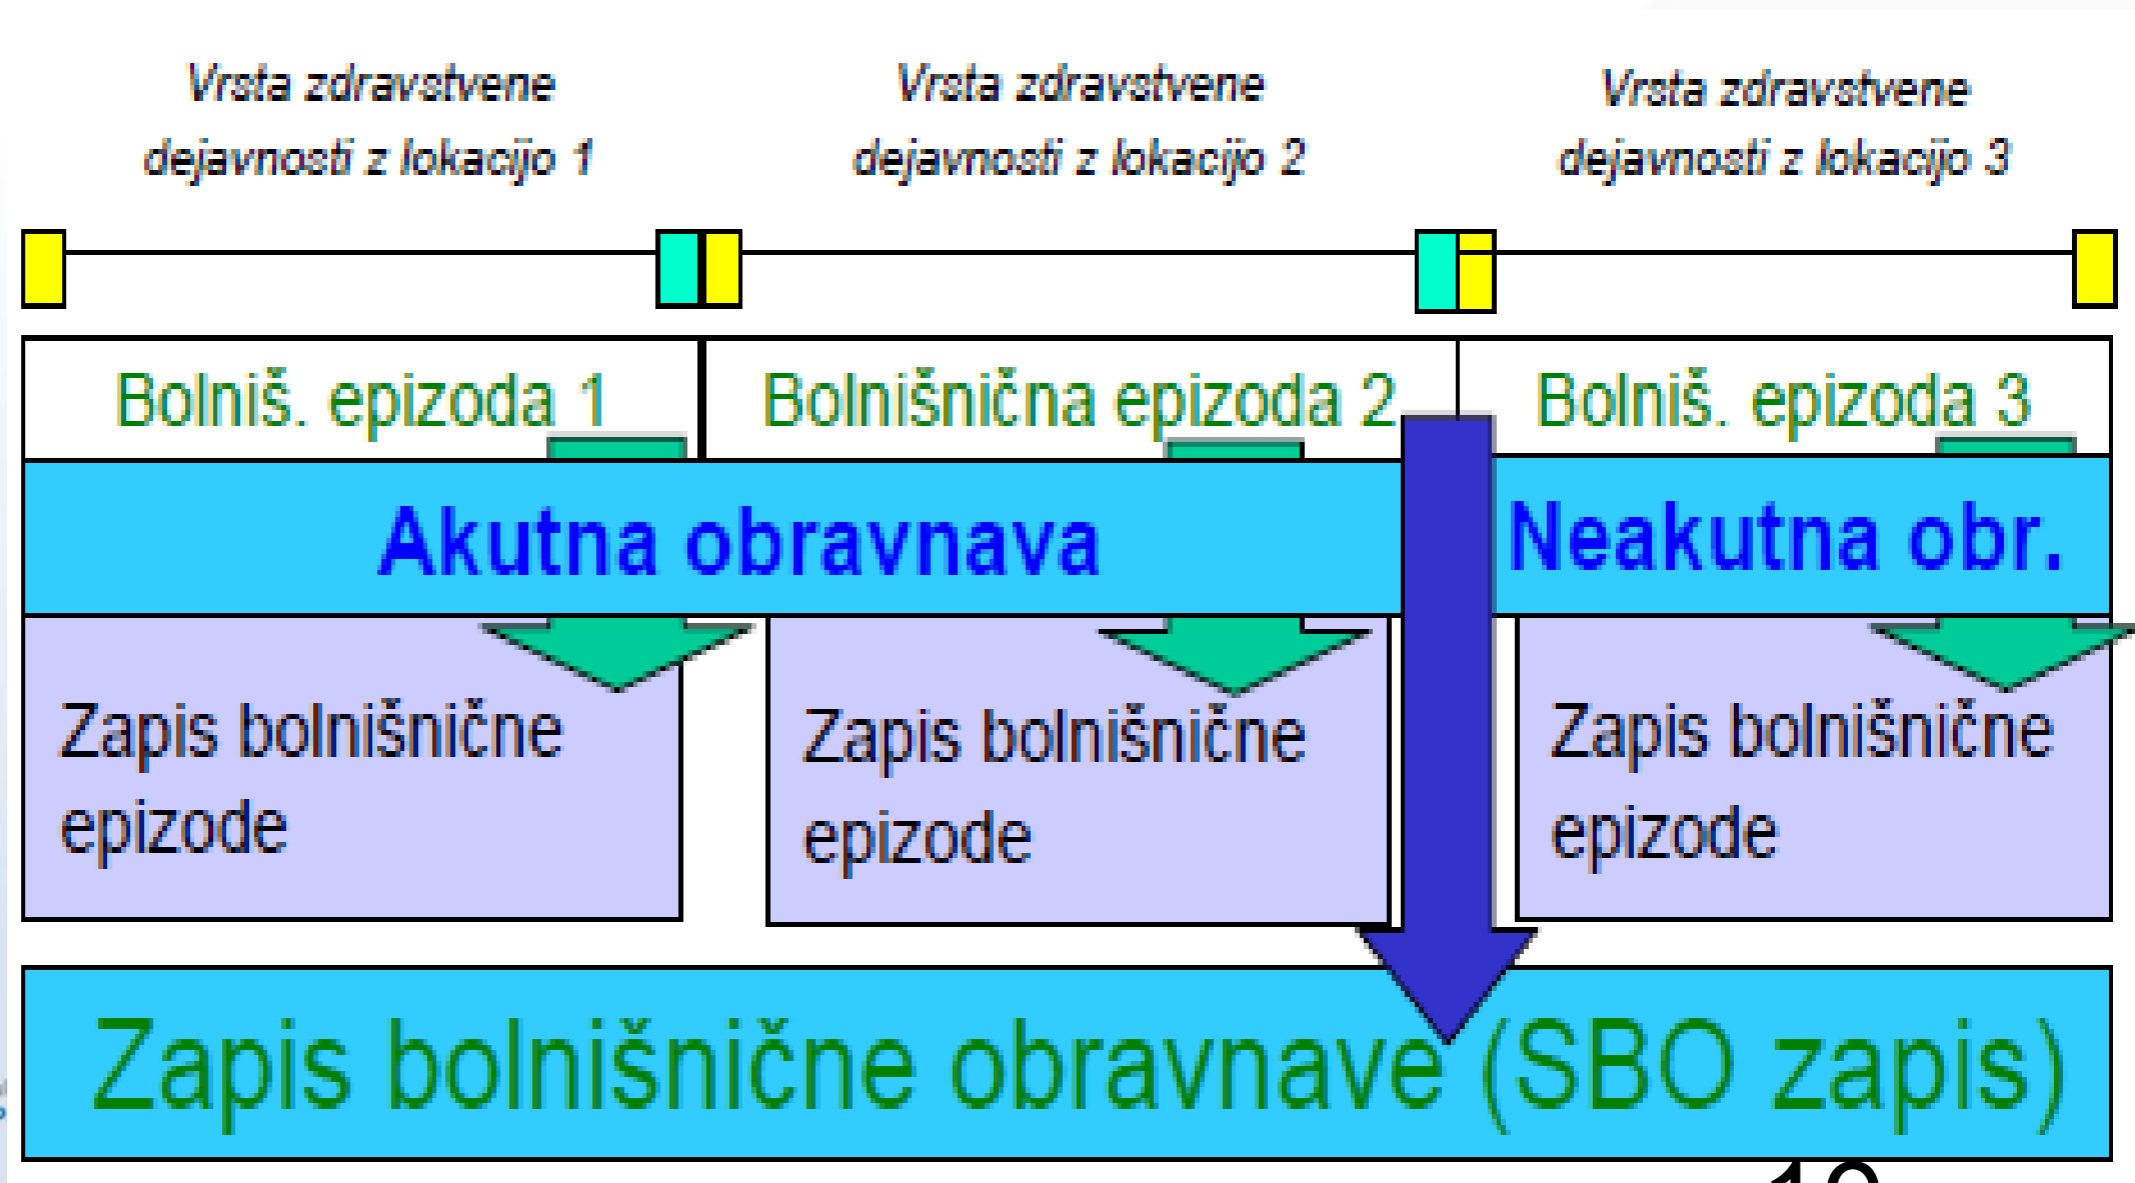 Vrsta zdravstvene
dejavnosti z lokacijo 1
Vrsta zdravstvene
dejavnosti z lokacijo 2
Vrsta zdravstvene
dejavnosti z lokacijo 3
Bolniš. epizoda 1
Bolnišnična epizoda 2
Bolniš. epizoda 3
Akutna obravnava
Neakutna obr.
Zapis bolnišnične
epizode
Zapis bolnišnične
epizode
Zapis bolnišnične
epizode
Zapis bolnišnične obravnave (SBO zapis)